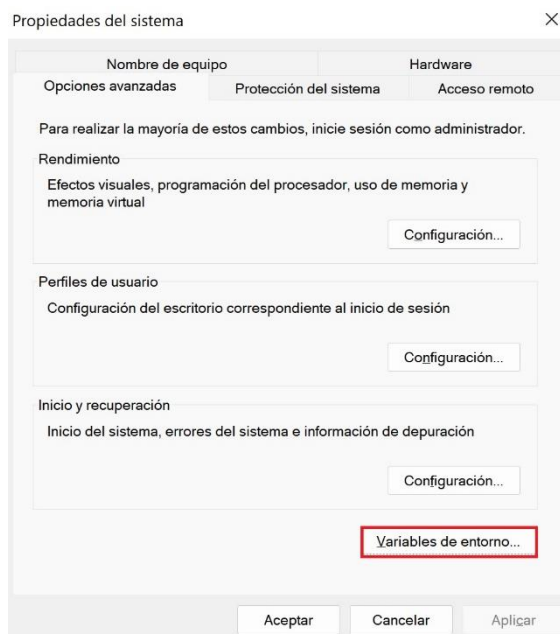 Propiedades del sistema
Nombre de equipo
Hardware
Opciones avanzadas
Protección del sistema
Acceso remoto
Para realizar la mayoría de estos cambios, inicie sesión como administrador.
Rendimiento
Efectos visuales, programación del procesador, uso de memoria y
memoria virtual
Configuración...
Perfiles de usuario
Configuración del escritorio correspondiente al inicio de sesión
Configuración...
Inicio y recuperación
Inicio del sistema, errores del sistema e información de depuración
Configuración...
Variables de entorno...
Aceptar
Cancelar
Aplicar